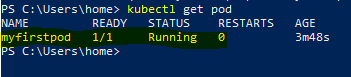 PS C:\Users\home> kubectl get pod
NAME READY STATUS RESTARTS AGE
myfirstpod 1/1 Running 0 3m48s
PS C:\Users\home>